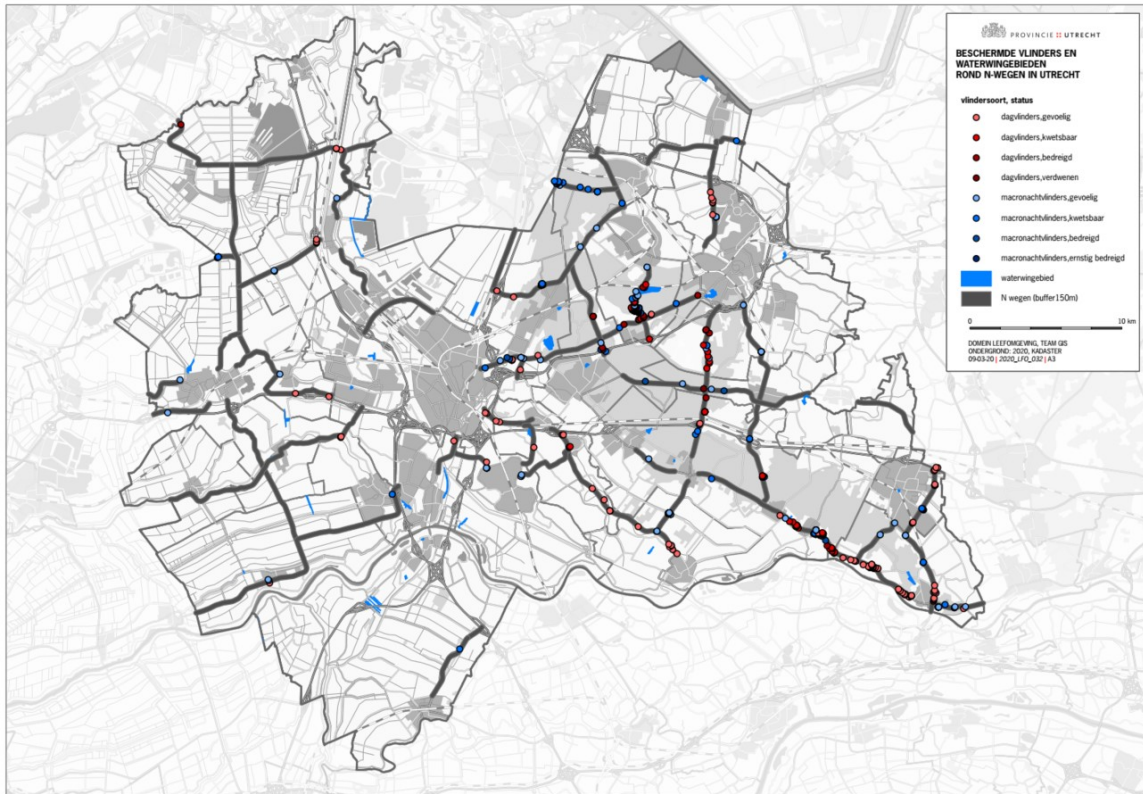 PROVINCIE UTRECHT
BESCHERMDE VLINDERS EN
WATERWINGEBIEDEN
ROND N-WEGEN IN UTRECHT
vlindersoort, status
dagvlinders,gevoelig
dagvlinders,kwetsbaar
dagvlinders,bedreigd
dagvlinders,verdwenen
macronachtvlinders,gevoelig
macronachtvlinders,kwetsbaar
macronachtvlinders,bedreigd
macronachtvlinders,ernstig bedreigd
waterwingebied
N wegen (buffer150m)
0 10 km
DOMEIN LEEFOMGEVING, TEAM GIS
ONDERGROND: 2020, KADASTER
09-03-20 | 2020_LFO_032 | A3